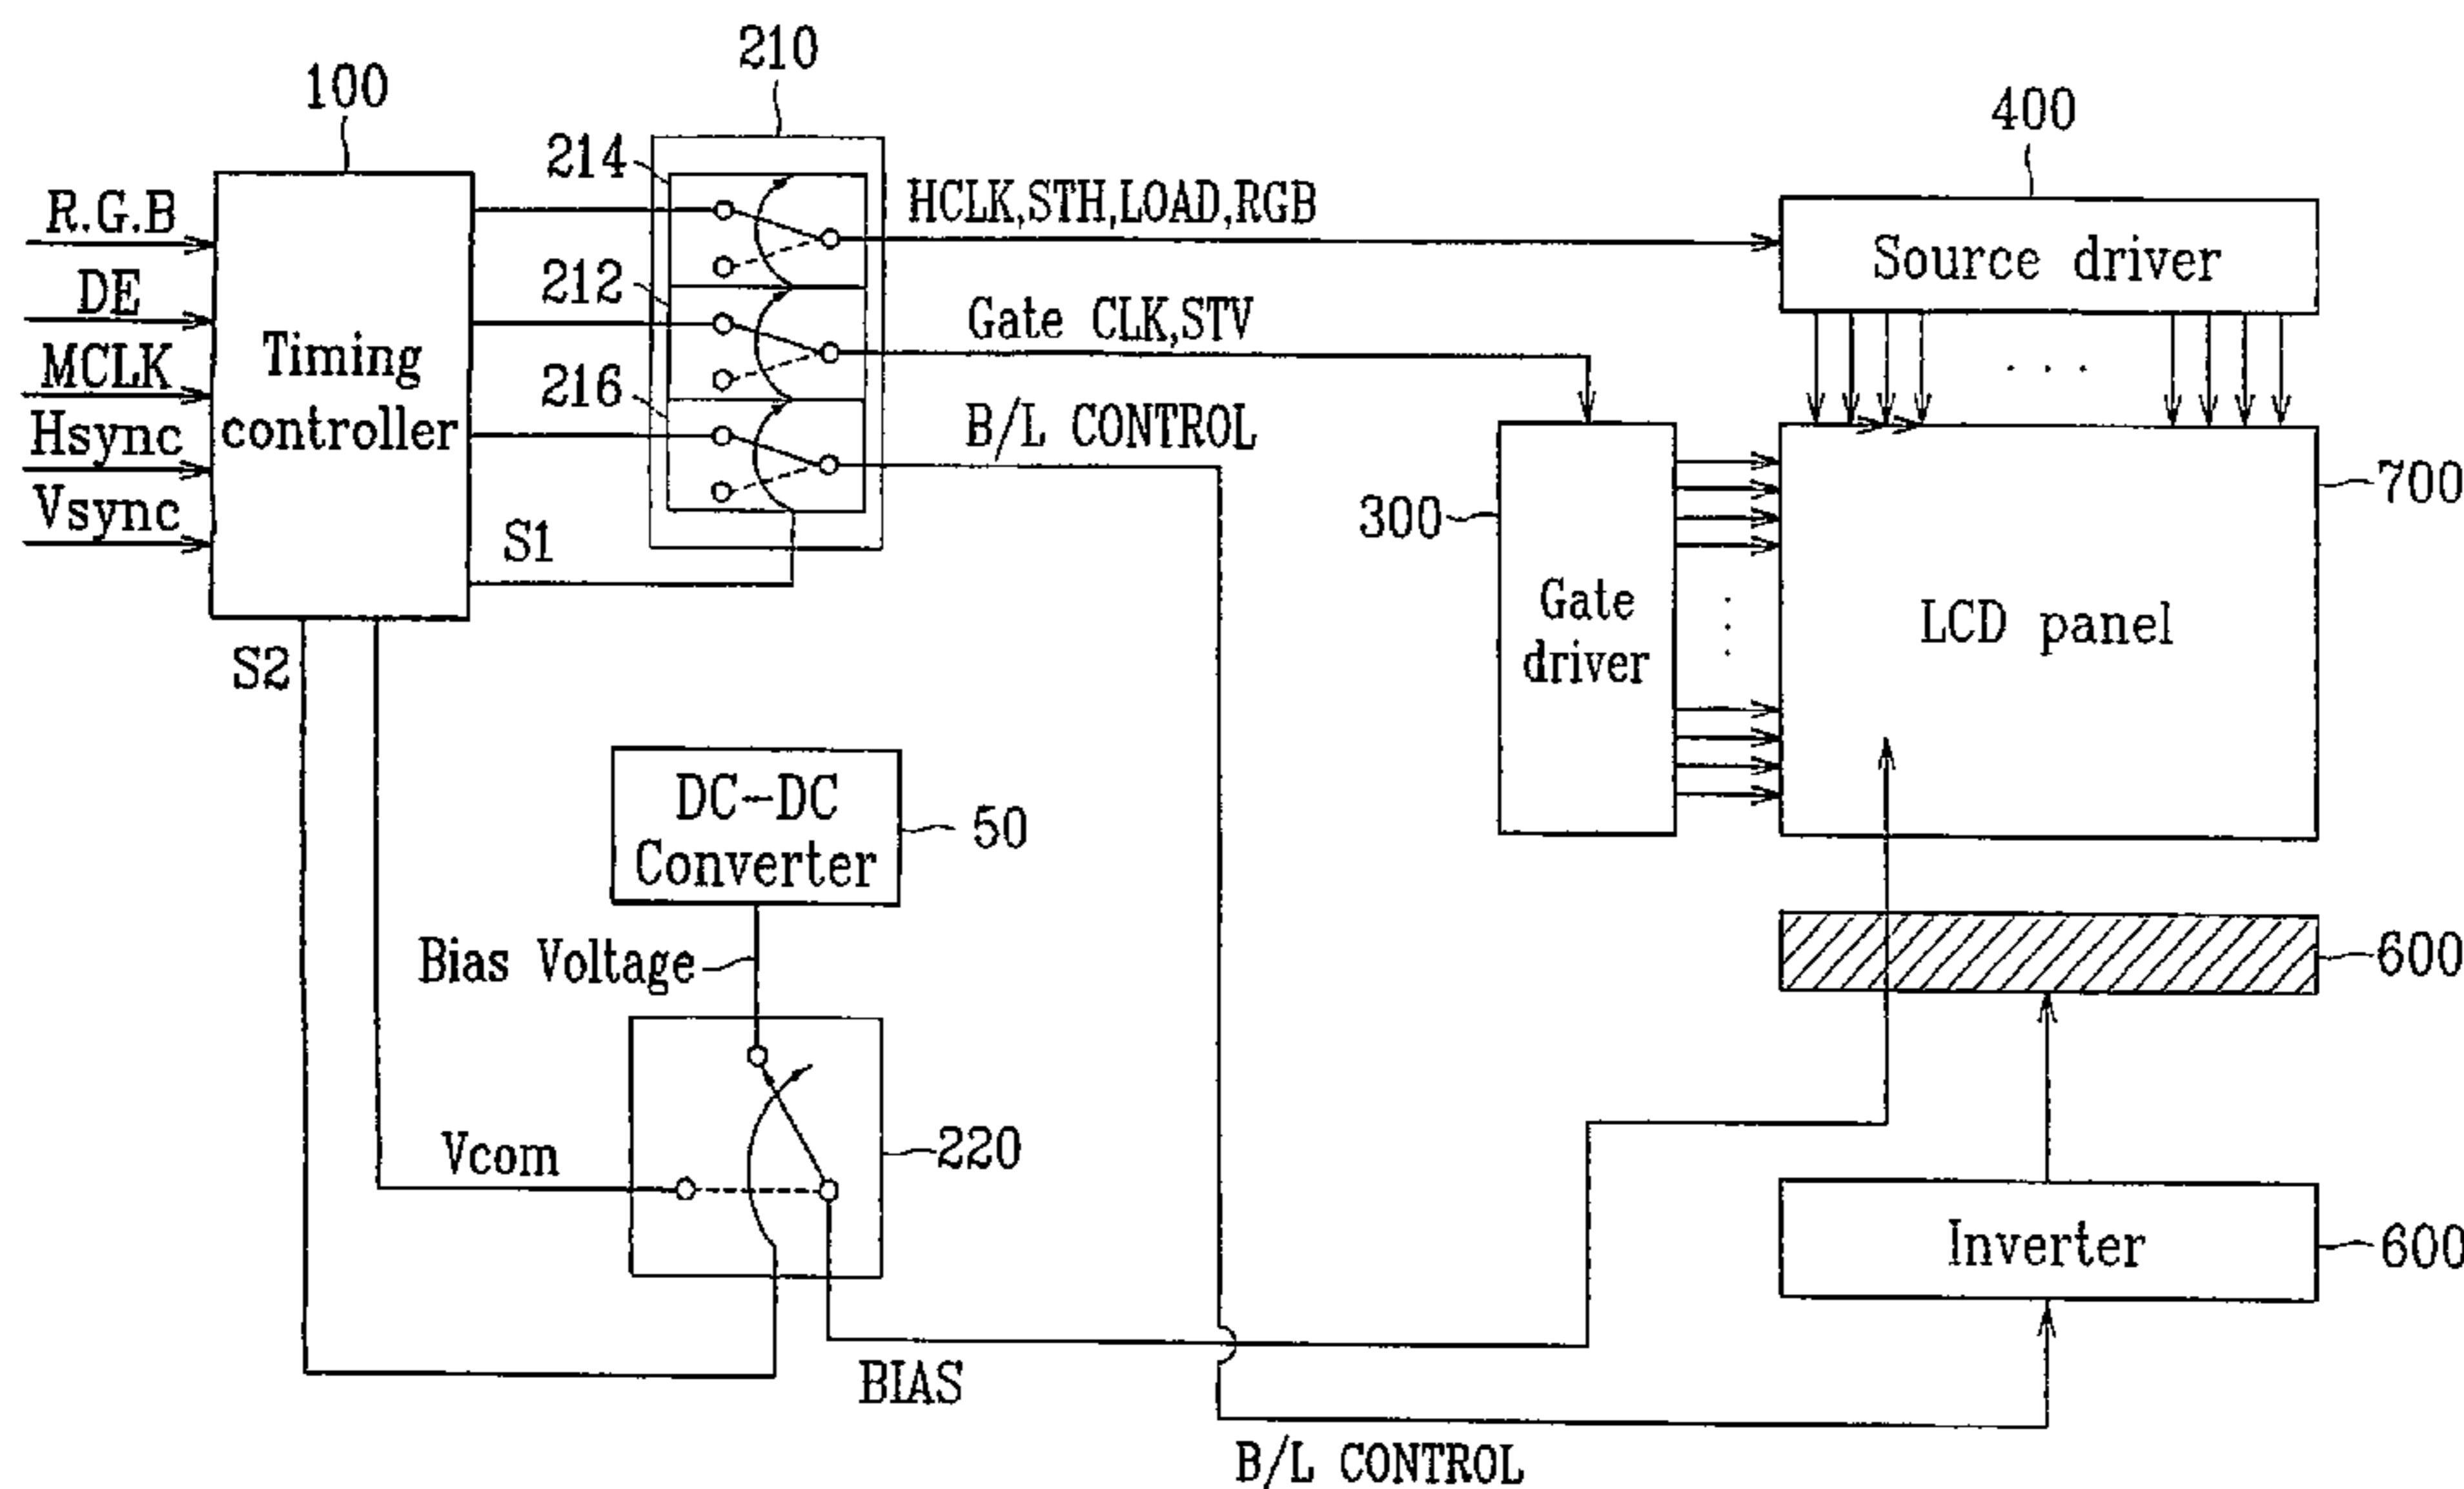 210
100
400
214
HCLK,STH,LOAD,RGB
R.G.B
Source driver
212
DE
Gate CLK,STV
Timing
controller
MCLK
216
B/L CONTROL
Hsync
700
300
Vsync
S1
Gate
driver
LCD panel
S2
DC-DC
Converter
50
Bias Voltage
600
Vcom
220
Inverter
600
BIAS
B/L CONTROL